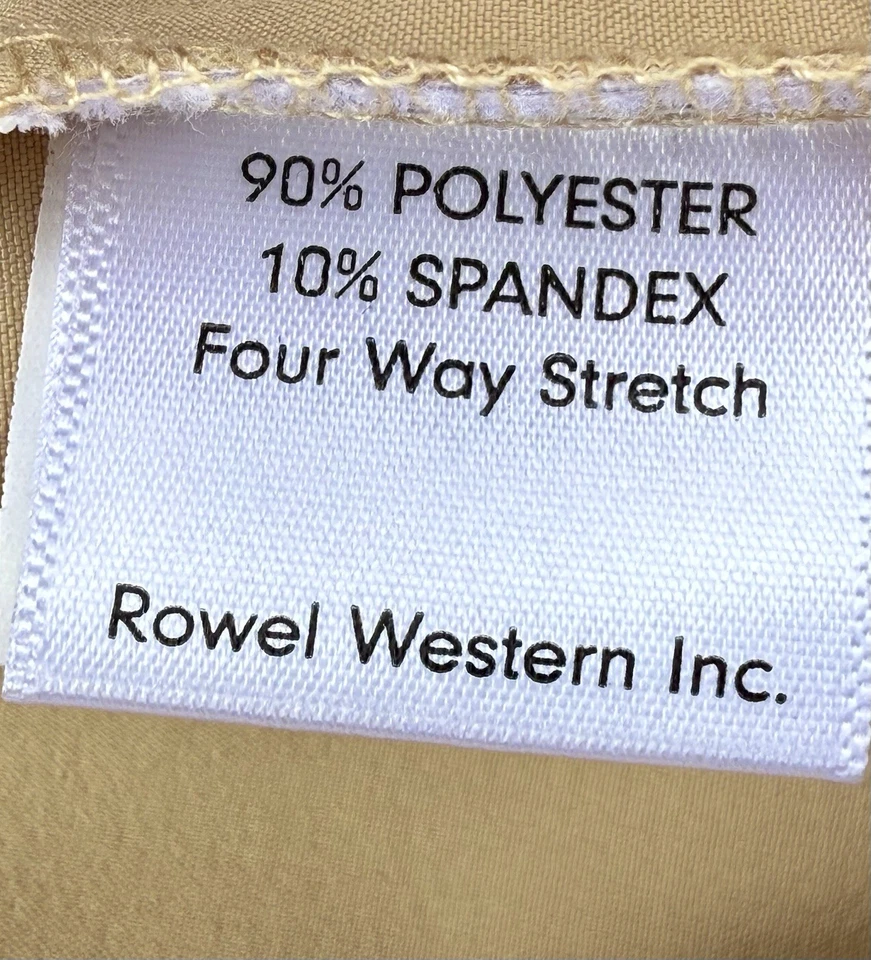 90% POLYESTER
10% SPANDEX
Four Way Stretch
Rowel Western Inc.